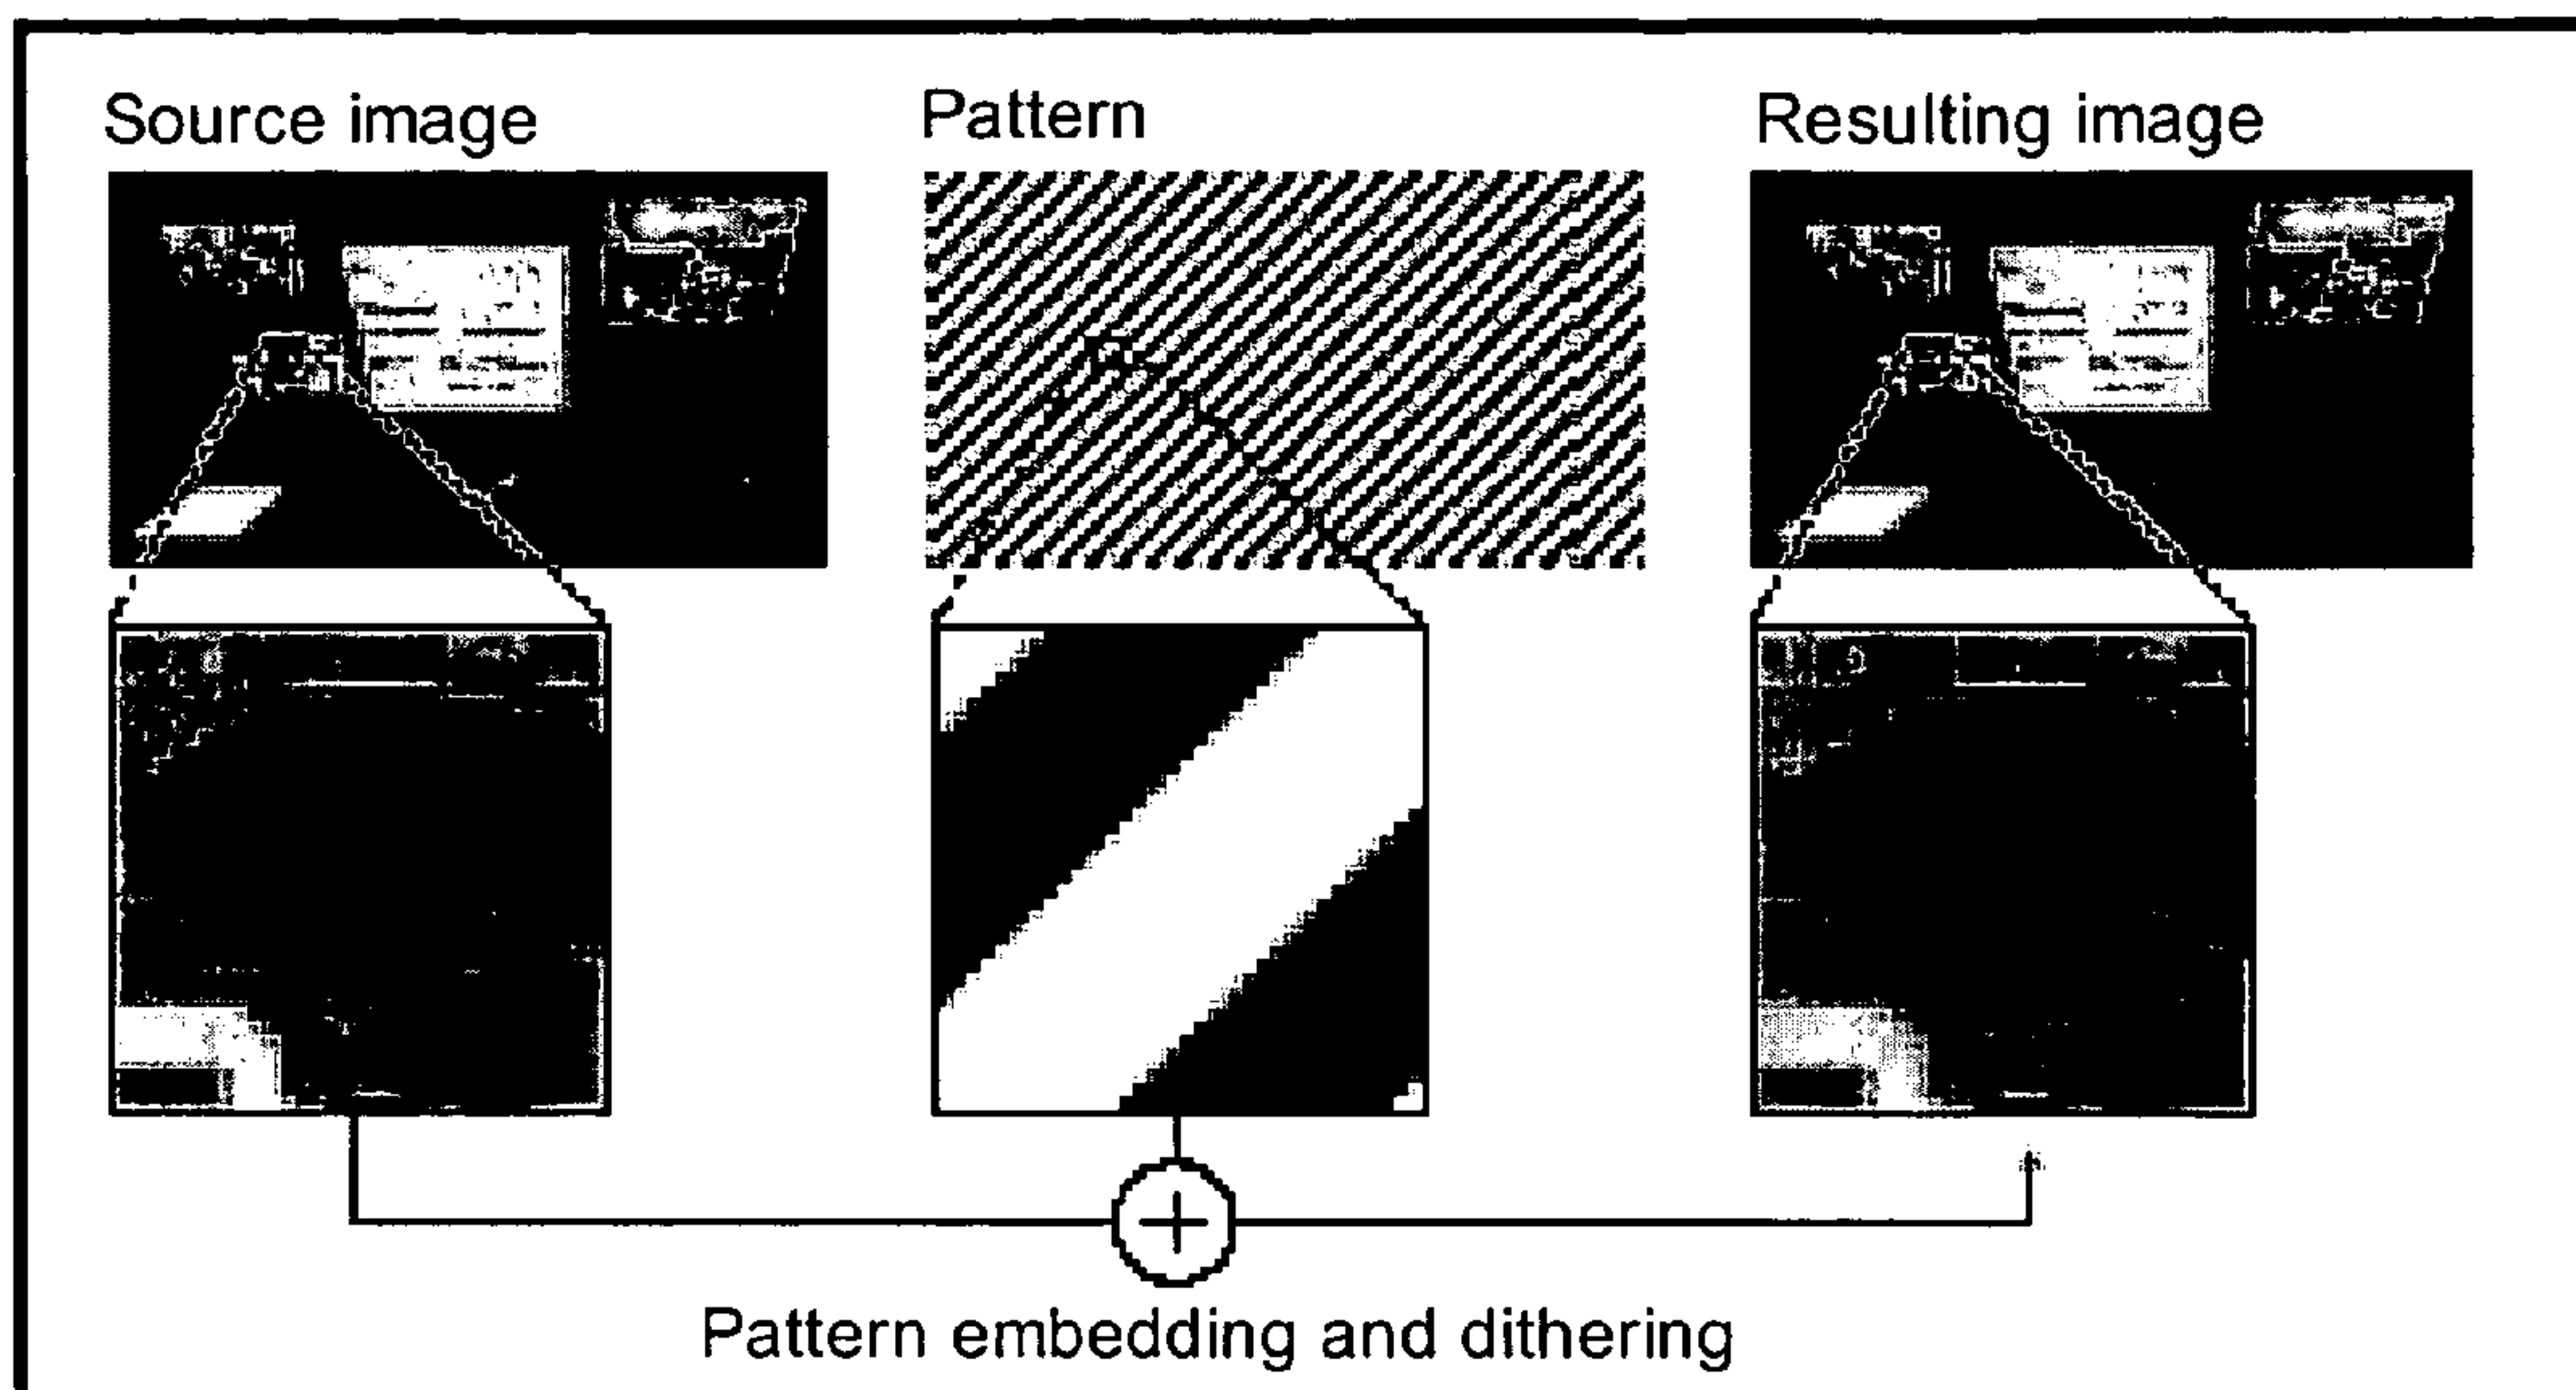 Source image
Pattern
Resulting image
Pattern embedding and dithering